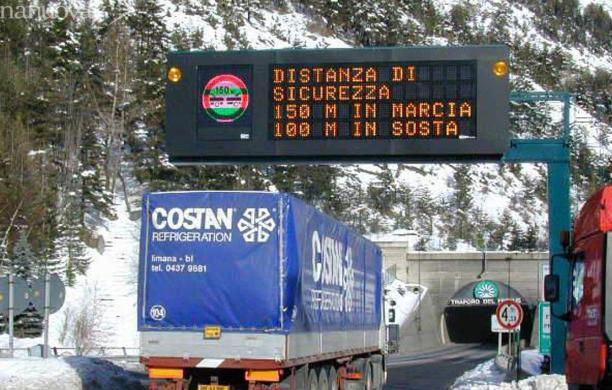 DISTANZA DI
SICUREZZA
150 M IN MARCIA
100 M IN SOSTA
COSTAN
REFRIGERATION
limana - bl
tel. 0437 9681
104
COSTAN
TRAFORO DEL